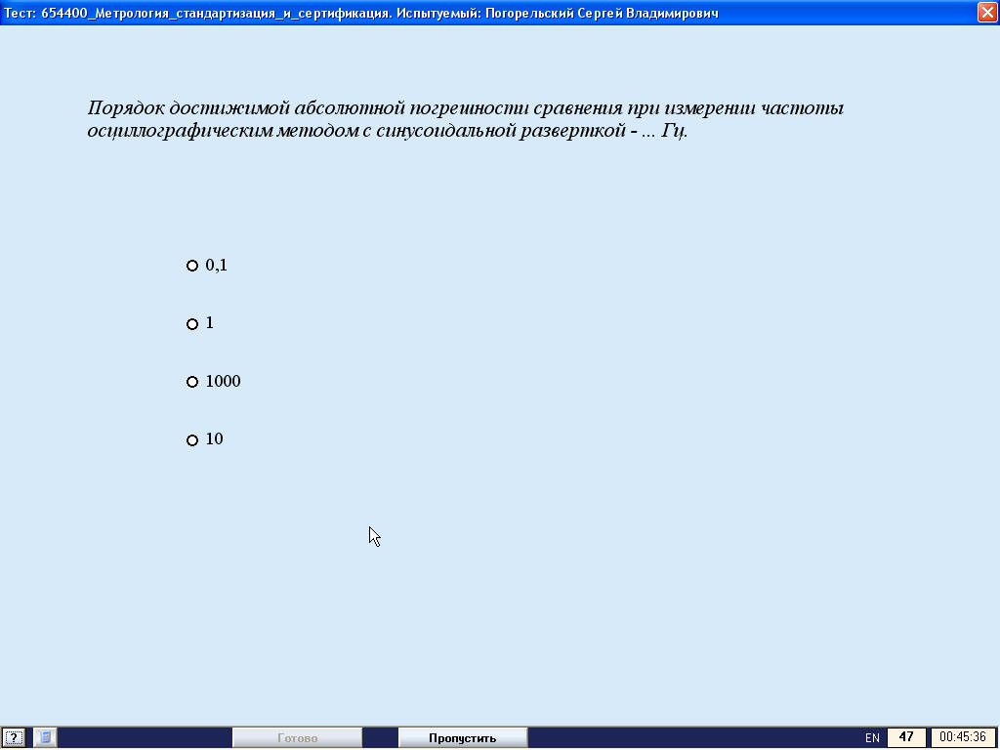 Тест: 654400_Метрология_стандартизация_и_сертификация. Испытуемый: Погорельский Сергей Владимирович
Порядок достижимой абсолютной погрешности сравнения при измерении частоты
осциллографическим методом с синусоидальной разверткой - ... Гц.
0,1
1
1000
10
?
Готово
Пропустить
EN
47
00:45:36